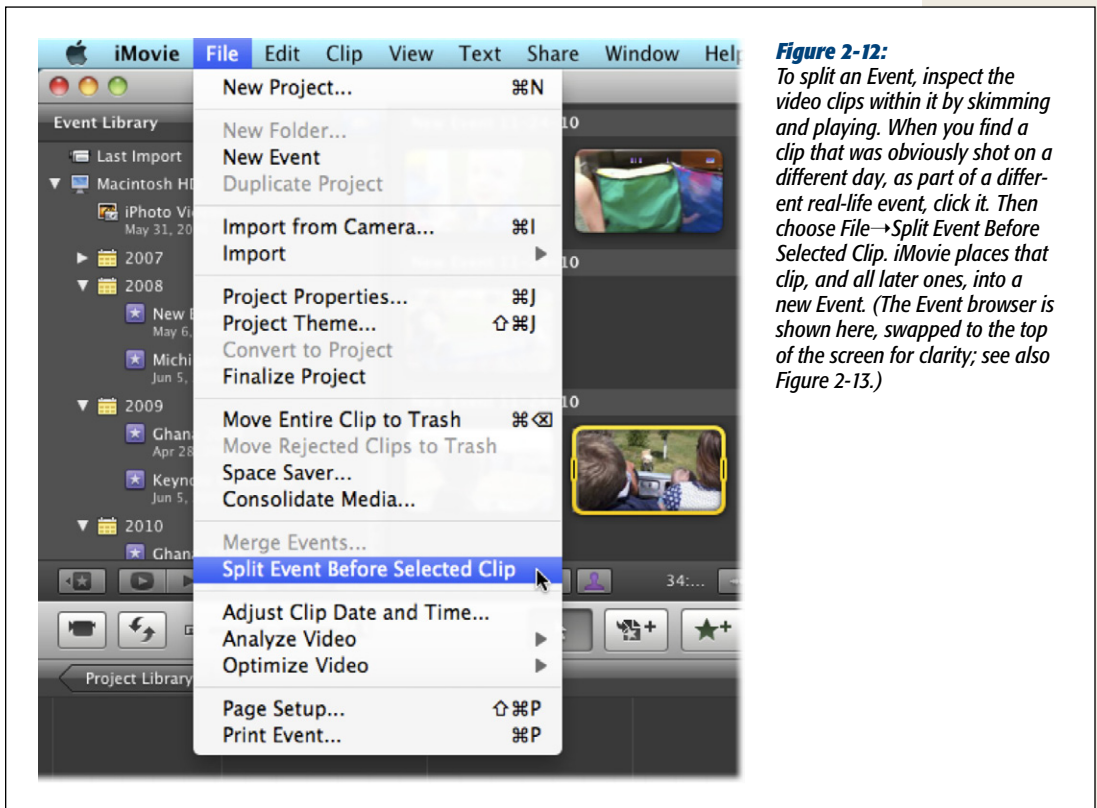 iMovie File Edit Clip View Text Share Window Help
New Project... ⌘N
Event Library
New Folder...
10
Last Import
New Event
Macintosh HD
Duplicate Project
iPhoto Vi
May 31, 20
Import from Camera... ⌘I
2007
Import
10
2008
Project Properties... ⌘J
New E
May 6,
Project Theme... ⇧⌘J
Michi
Jun 5,
Convert to Project
Finalize Project
2009
10
Ghana
Apr 28
Move Entire Clip to Trash ⌘⌫
Move Rejected Clips to Trash
Keyno
Jun 5,
Space Saver...
Consolidate Media...
2010
Merge Events...
Ghana
Split Event Before Selected Clip
34:...
Adjust Clip Date and Time...
Analyze Video
Optimize Video
Project Library
Page Setup... ⇧⌘P
Print Event... ⌘P
Figure 2-12:
To split an Event, inspect the
video clips within it by skimming
and playing. When you find a
clip that was obviously shot on a
different day, as part of a differ-
ent real-life event, click it. Then
choose File→Split Event Before
Selected Clip. iMovie places that
clip, and all later ones, into a
new Event. (The Event browser is
shown here, swapped to the top
of the screen for clarity; see also
Figure 2-13.)